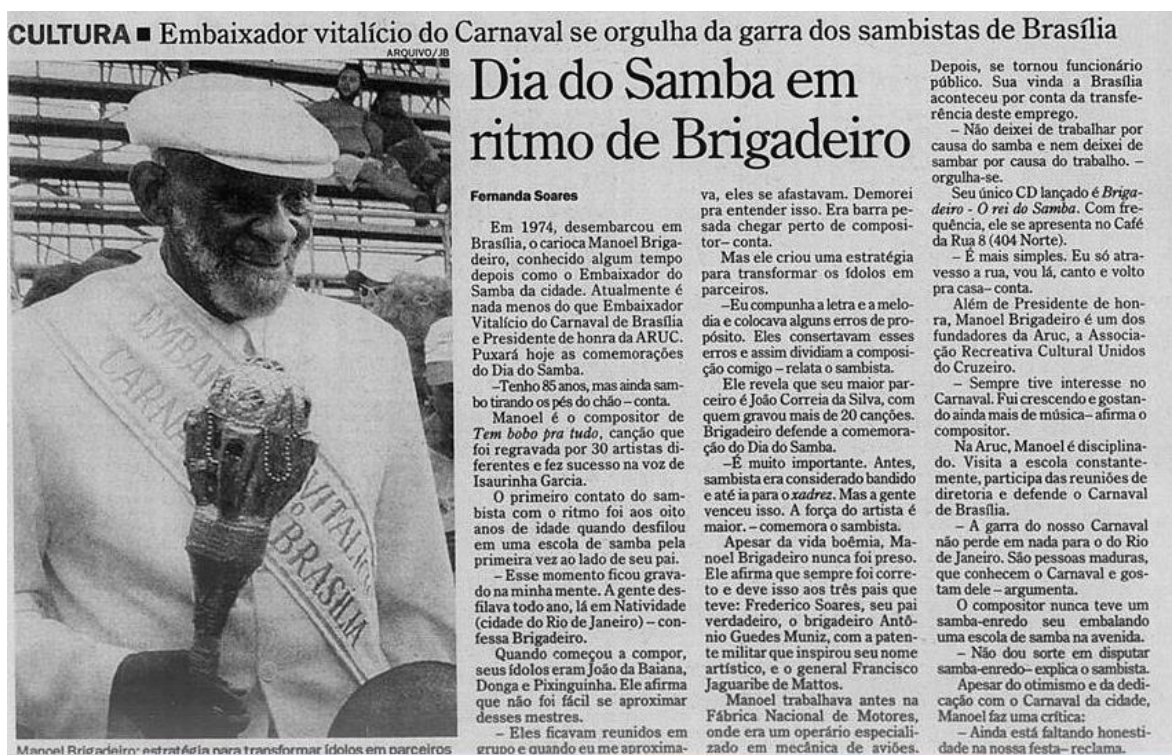 CULTURA ■ Embaixador vitalício do Carnaval se orgulha da garra dos sambistas de Brasília
ARQUIVO/JB
EMBAI
CARNA
VITALÍCIO
O
BRASÍLIA
Manoel Brigadeiro: estratégia para transformar ídolos em parceiros
Dia do Samba em
ritmo de Brigadeiro
Fernanda Soares
Em 1974, desembarcou em
Brasília, o carioca Manoel Briga-
deiro, conhecido algum tempo
depois como o Embaixador do
Samba da cidade. Atualmente é
nada menos do que Embaixador
Vitalício do Carnaval de Brasília
e Presidente de honra da ARUC.
Puxará hoje as comemorações
do Dia do Samba.
–Tenho 85 anos, mas ainda sam-
bo tirando os pés do chão – conta.
Manoel é o compositor de
Tem bobo pra tudo, canção que
foi regravada por 30 artistas di-
ferentes e fez sucesso na voz de
Isaurinha Garcia.
O primeiro contato do sam-
bista com o ritmo foi aos oito
anos de idade quando desfilou
em uma escola de samba pela
primeira vez ao lado de seu pai.
– Esse momento ficou grava-
do na minha mente. A gente des-
filava todo ano, lá em Natividade
(cidade do Rio de Janeiro) – con-
fessa Brigadeiro.
Quando começou a compor,
seus ídolos eram João da Baiana,
Donga e Pixinguinha. Ele afirma
que não foi fácil se aproximar
desses mestres.
– Eles ficavam reunidos em
grupo e quando eu me aproxima-
va, eles se afastavam. Demorei
pra entender isso. Era barra pe-
sada chegar perto de composi-
tor– conta.
Mas ele criou uma estratégia
para transformar os ídolos em
parceiros.
–Eu compunha a letra e a melo-
dia e colocava alguns erros de pro-
pósito. Eles consertavam esses
erros e assim dividiam a composi-
ção comigo – relata o sambista.
Ele revela que seu maior par-
ceiro é João Correia da Silva, com
quem gravou mais de 20 canções.
Brigadeiro defende a comemora-
ção do Dia do Samba.
–É muito importante. Antes,
sambista era considerado bandido
e até ia para o xadrez. Mas a gente
venceu isso. A força do artista é
maior. – comemora o sambista.
Apesar da vida boêmia, Ma-
noel Brigadeiro nunca foi preso.
Ele afirma que sempre foi corre-
to e deve isso aos três pais que
teve: Frederico Soares, seu pai
verdadeiro, o brigadeiro Antô-
nio Guedes Muniz, com a paten-
te militar que inspirou seu nome
artístico, e o general Francisco
Jaguaribe de Mattos.
Manoel trabalhava antes na
Fábrica Nacional de Motores,
onde era um operário especiali-
zado em mecânica de aviões.
Depois, se tornou funcionário
público. Sua vinda a Brasília
aconteceu por conta da transfe-
rência deste emprego.
– Não deixei de trabalhar por
causa do samba e nem deixei de
sambar por causa do trabalho. –
orgulha-se.
Seu único CD lançado é Briga-
deiro - O rei do Samba. Com fre-
quência, ele se apresenta no Café
da Rua 8 (404 Norte).
– É mais simples. Eu só atra-
vesso a rua, vou lá, canto e volto
pra casa– conta.
Além de Presidente de hon-
ra, Manoel Brigadeiro é um dos
fundadores da Aruc, a Associa-
ção Recreativa Cultural Unidos
do Cruzeiro.
– Sempre tive interesse no
Carnaval. Fui crescendo e gostan-
do ainda mais de música– afirma o
compositor.
Na Aruc, Manoel é disciplina-
do. Visita a escola constante-
mente, participa das reuniões de
diretoria e defende o Carnaval
de Brasília.
– A garra do nosso Carnaval
não perde em nada para o do Rio
de Janeiro. São pessoas maduras,
que conhecem o Carnaval e gos-
tam dele – argumenta.
O compositor nunca teve um
samba-enredo seu embalando
uma escola de samba na avenida.
– Não dou sorte em disputar
samba-enredo– explica o sambista.
Apesar do otimismo e da dedi-
cação com o Carnaval da cidade,
Manoel faz uma crítica:
– Ainda está faltando honesti-
dade na nossa festa– reclama.